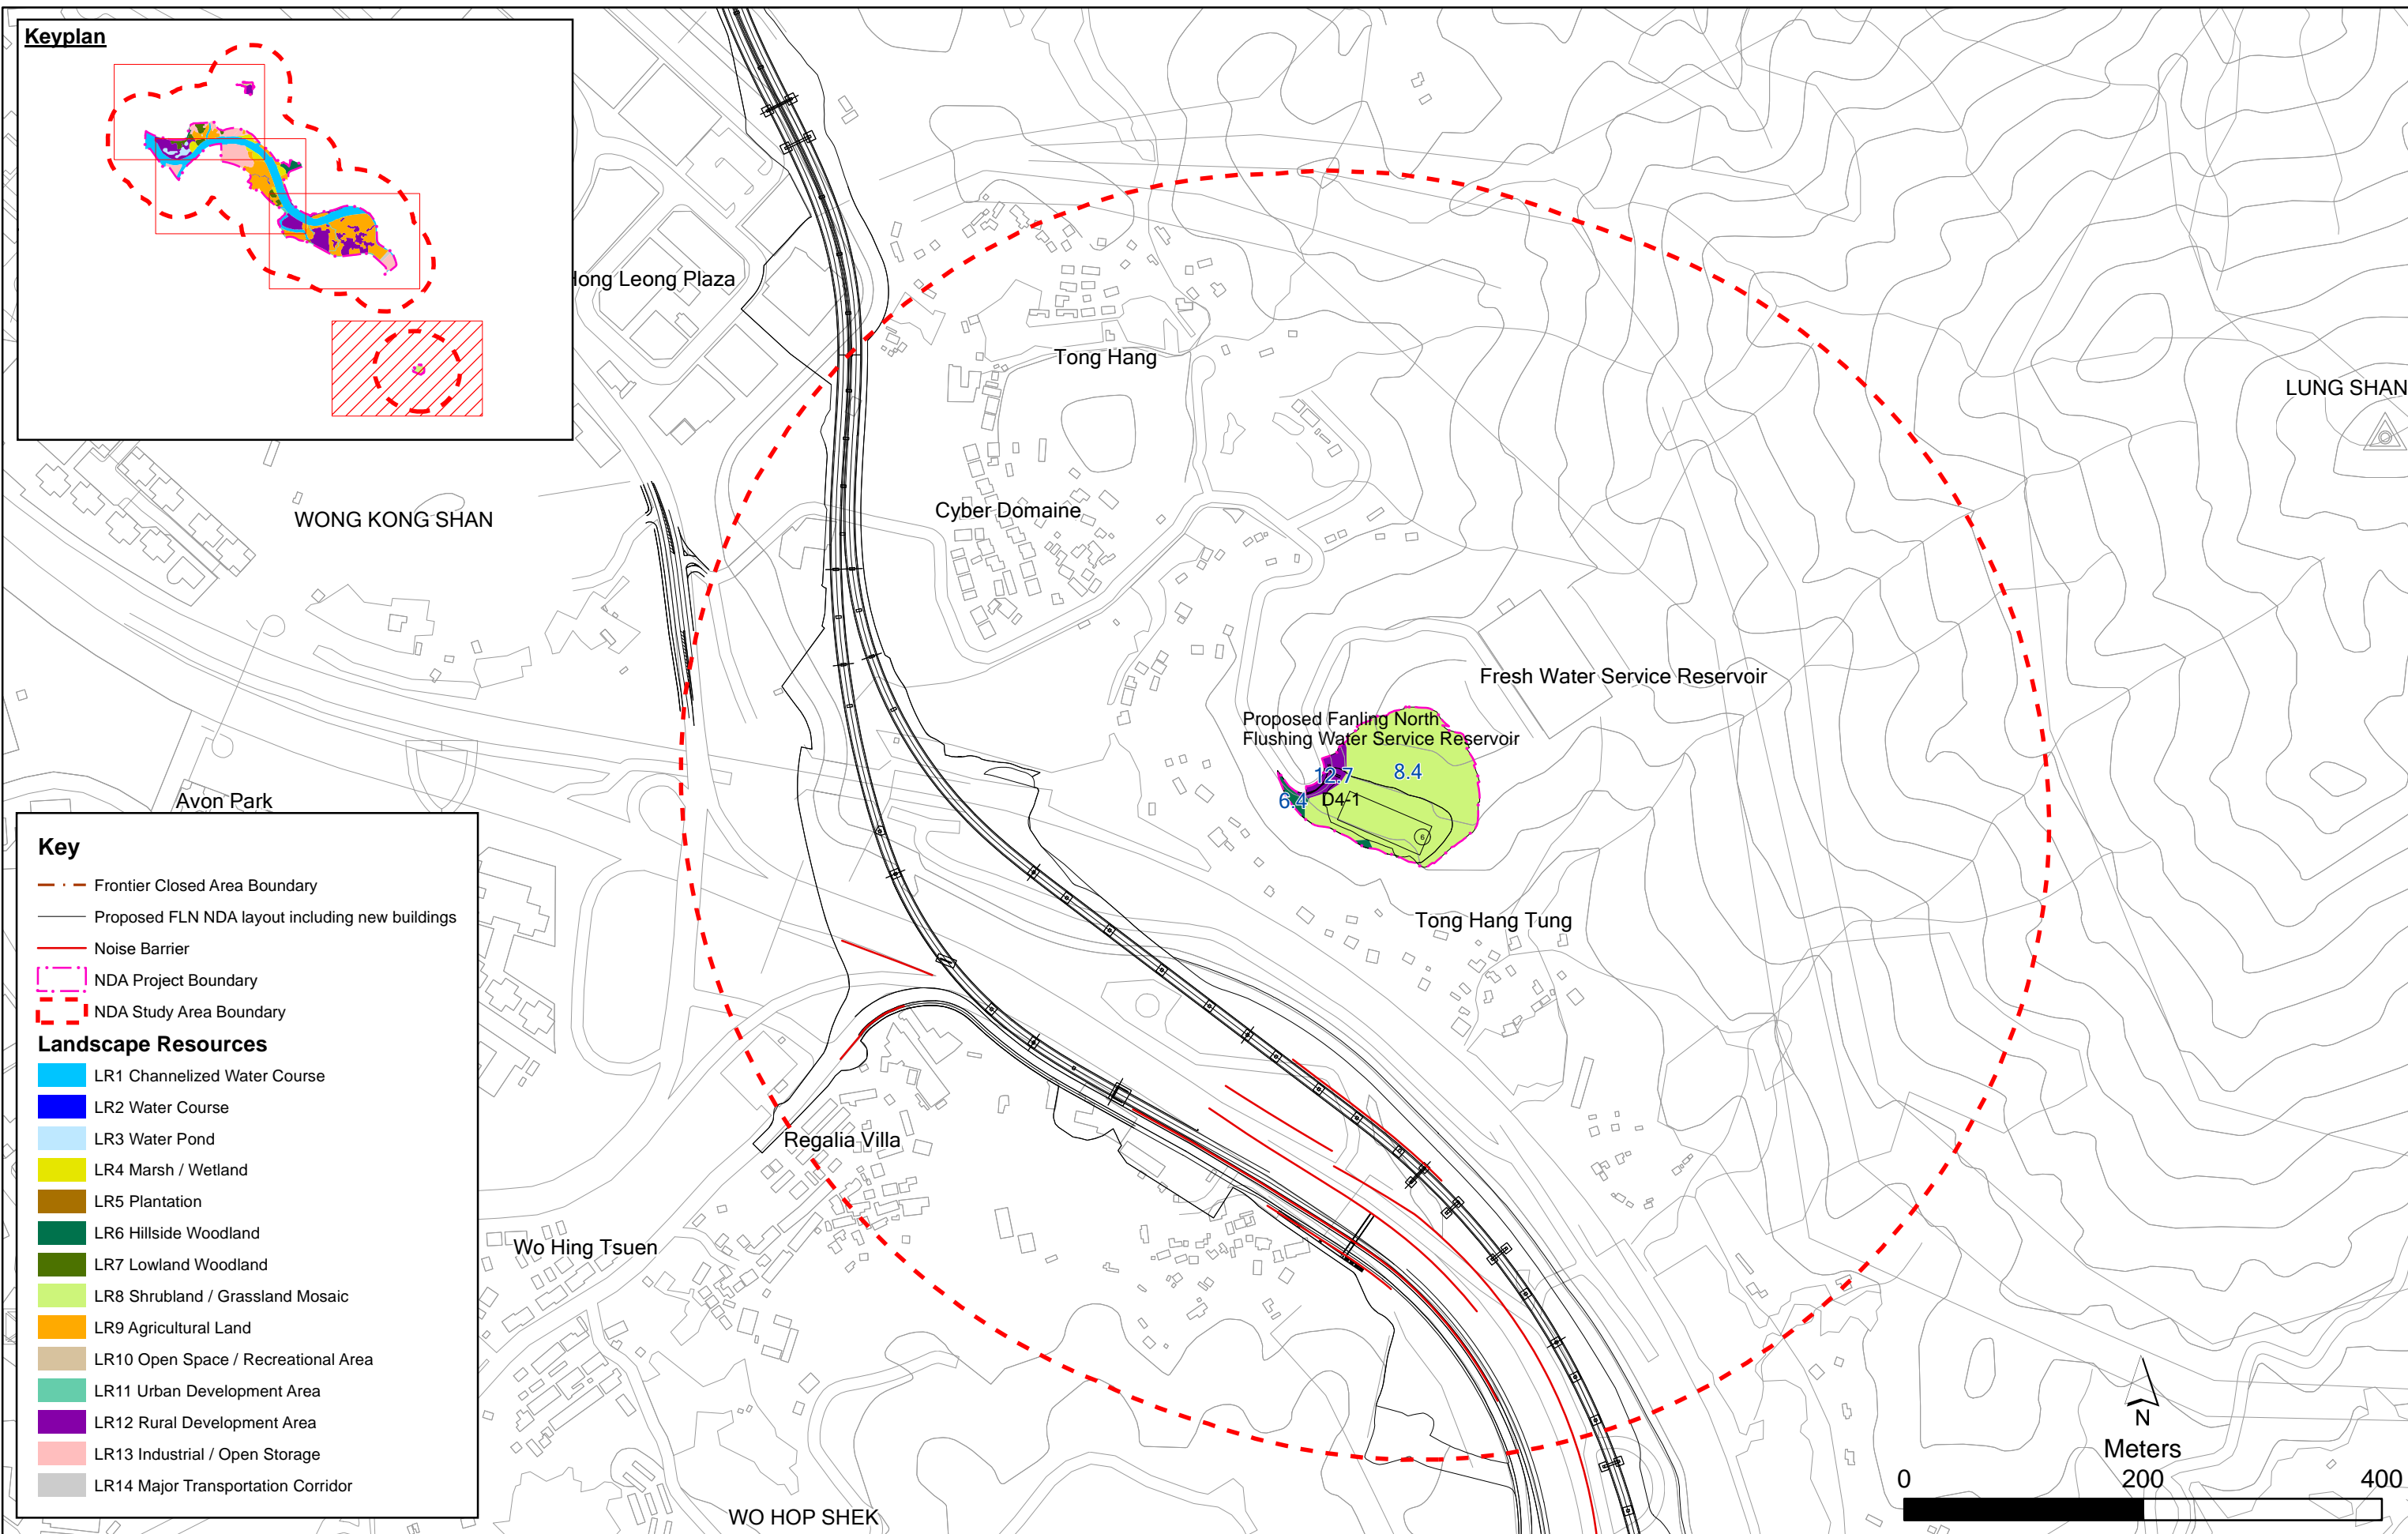 Keyplan
Hong Leong Plaza
Tong Hang
LUNG SHAN
Cyber Domaine
WONG KONG SHAN
Fresh Water Service Reservoir
Proposed Fanling North
Flushing Water Service Reservoir
12.7
8.4
6.4
D4-1
6
Avon Park
Tong Hang Tung
Key
Frontier Closed Area Boundary
Proposed FLN NDA layout including new buildings
Noise Barrier
NDA Project Boundary
NDA Study Area Boundary
Landscape Resources
LR1 Channelized Water Course
LR2 Water Course
LR3 Water Pond
LR4 Marsh / Wetland
LR5 Plantation
LR6 Hillside Woodland
LR7 Lowland Woodland
LR8 Shrubland / Grassland Mosaic
LR9 Agricultural Land
LR10 Open Space / Recreational Area
LR11 Urban Development Area
LR12 Rural Development Area
LR13 Industrial / Open Storage
LR14 Major Transportation Corridor
Regalia Villa
Wo Hing Tsuen
WO HOP SHEK
N
Meters
0 200 400